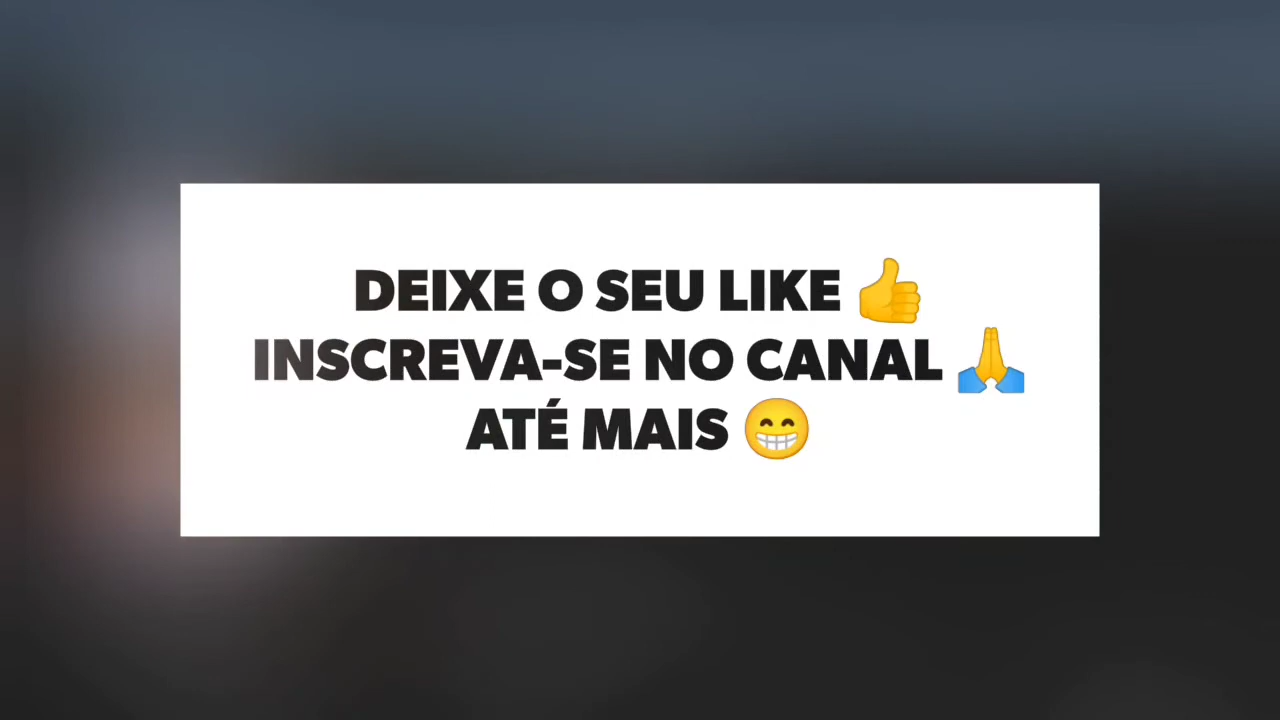 DEIXE O SEU LIKE 👍
INSCREVA-SE NO CANAL 🙏
ATÉ MAIS 😁